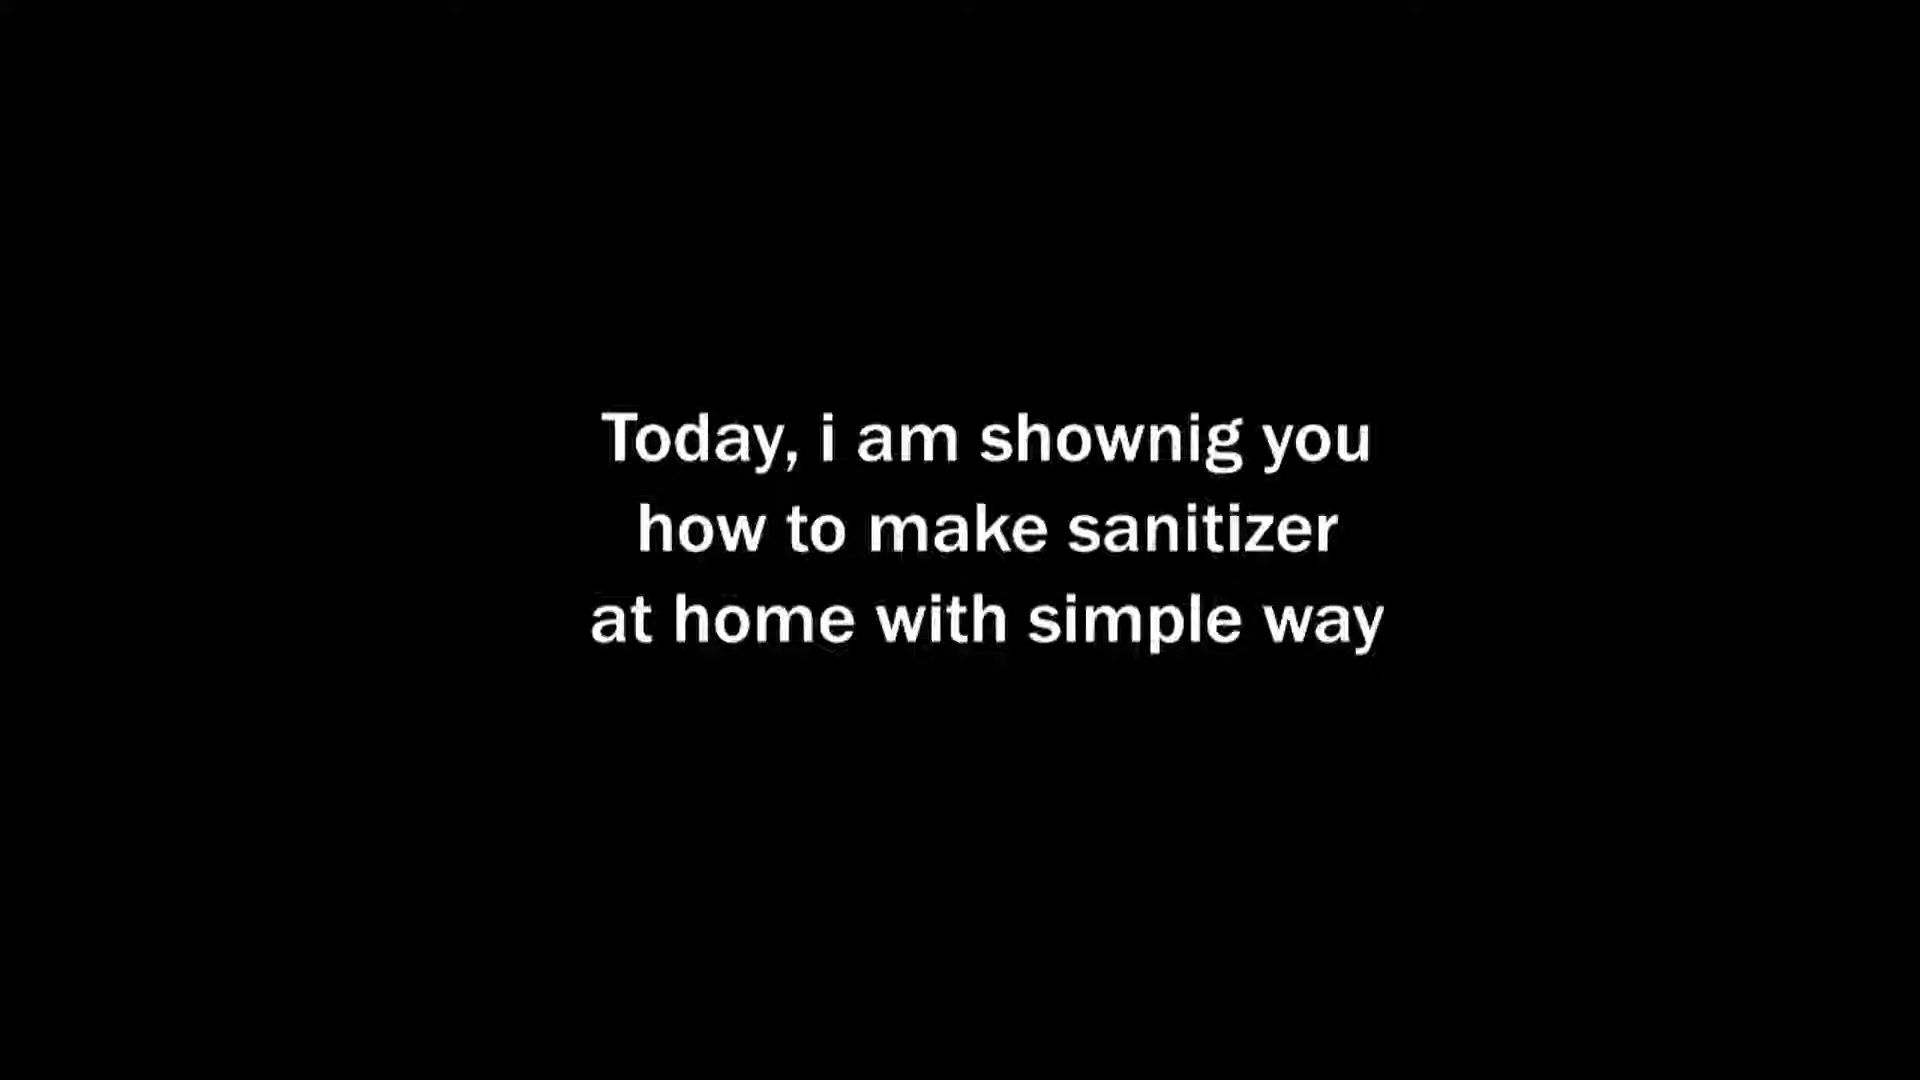 Today, i am shownig you
how to make sanitizer
at home with simple way